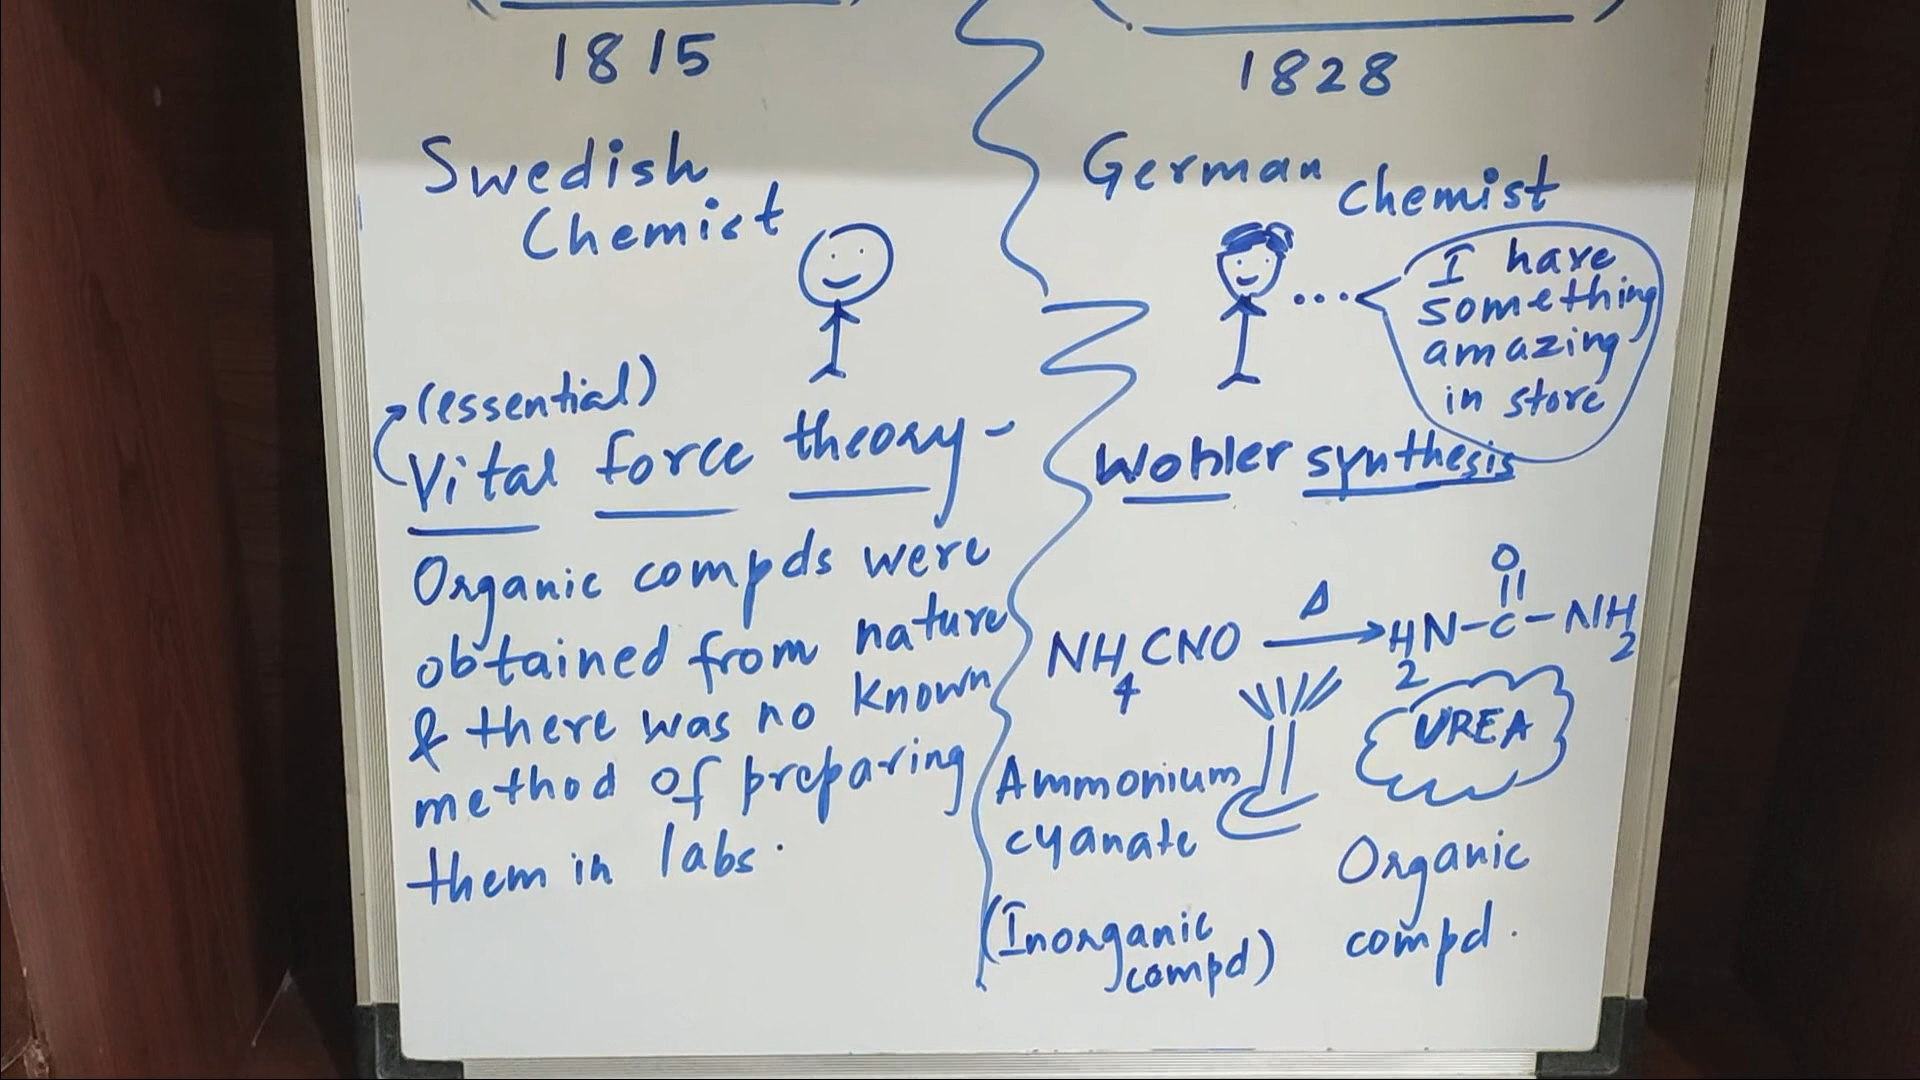 1815
Swedish
Chemist
(essential)
Vital force theory-
Organic compds were
obtained from nature
& there was no known
method of preparing
them in labs.
1828
German chemist
I have
something
amazing
in store
Wohler synthesis
NH4CNO Δ→ H2N-C-NH2
O
UREA
Ammonium
cyanate
(Inorganic
compd)
Organic
compd.